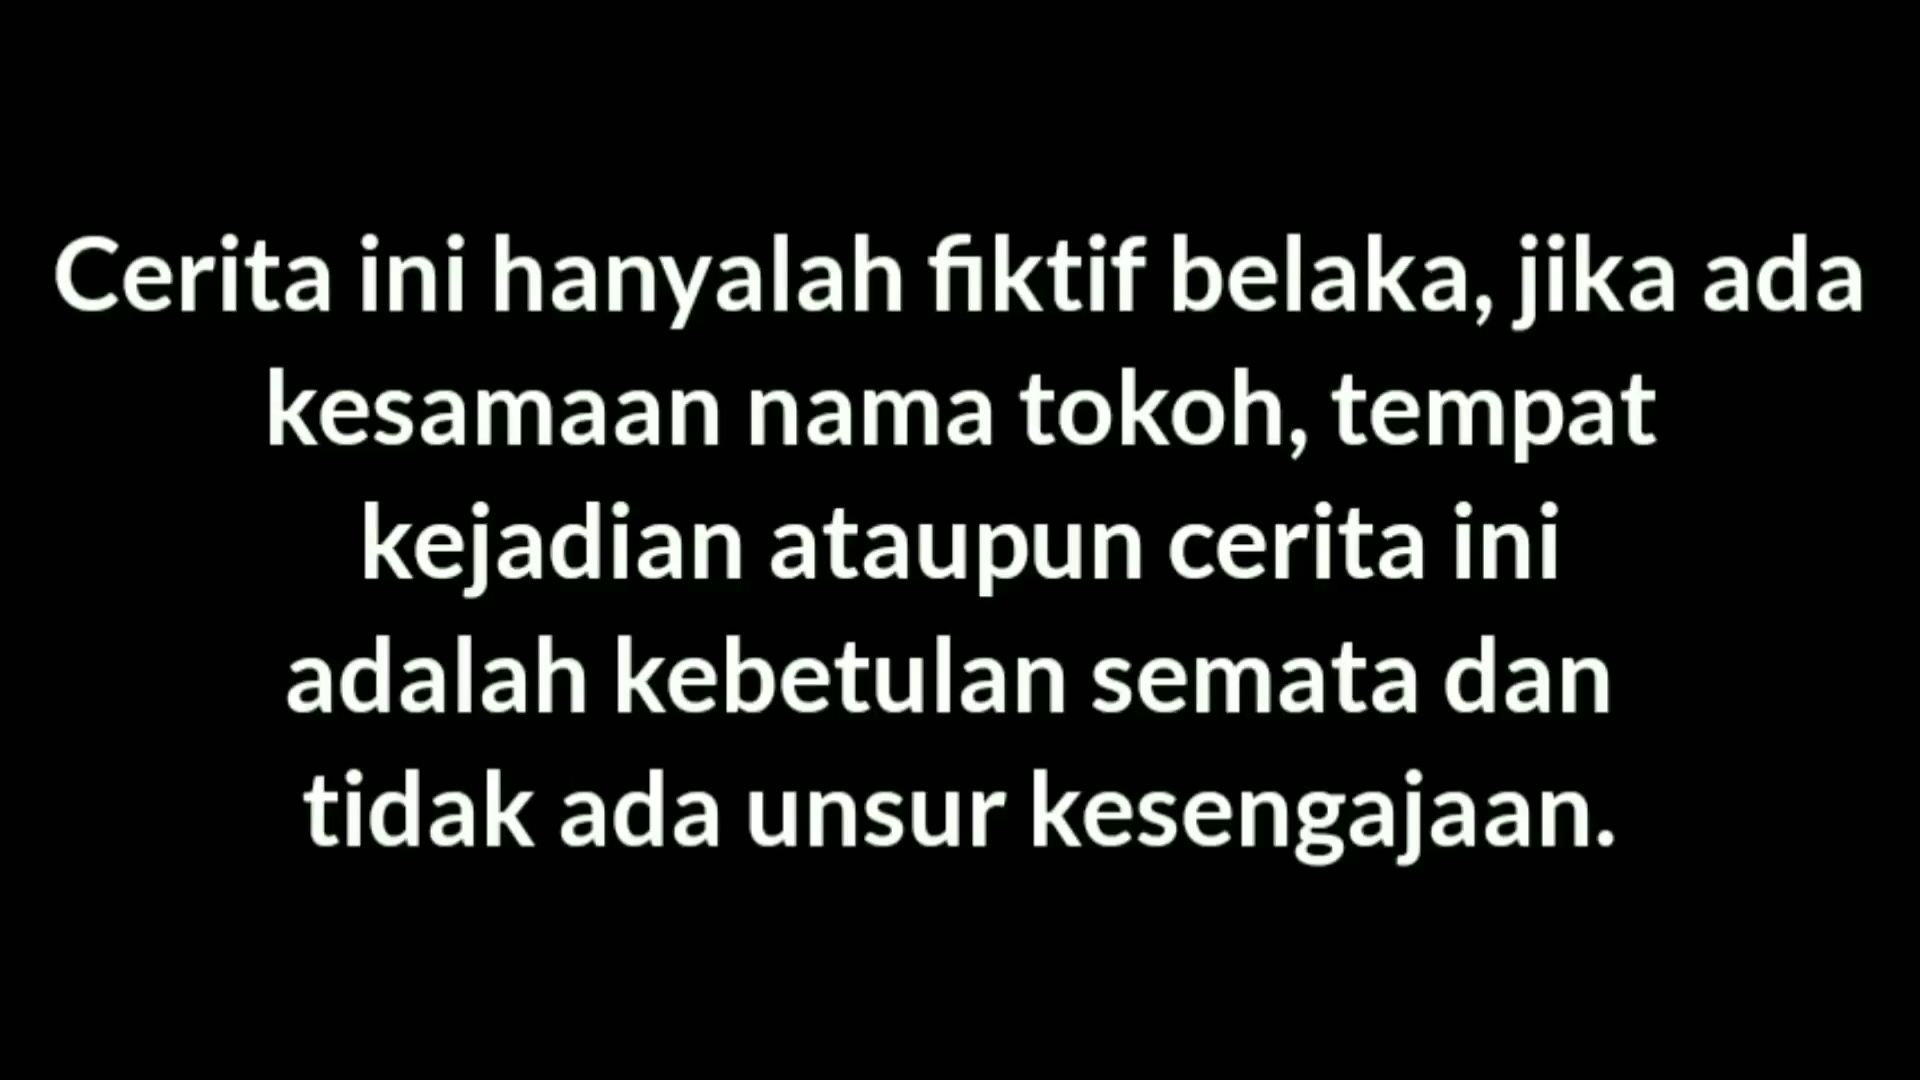 Cerita ini hanyalah fiktif belaka, jika ada
kesamaan nama tokoh, tempat
kejadian ataupun cerita ini
adalah kebetulan semata dan
tidak ada unsur kesengajaan.